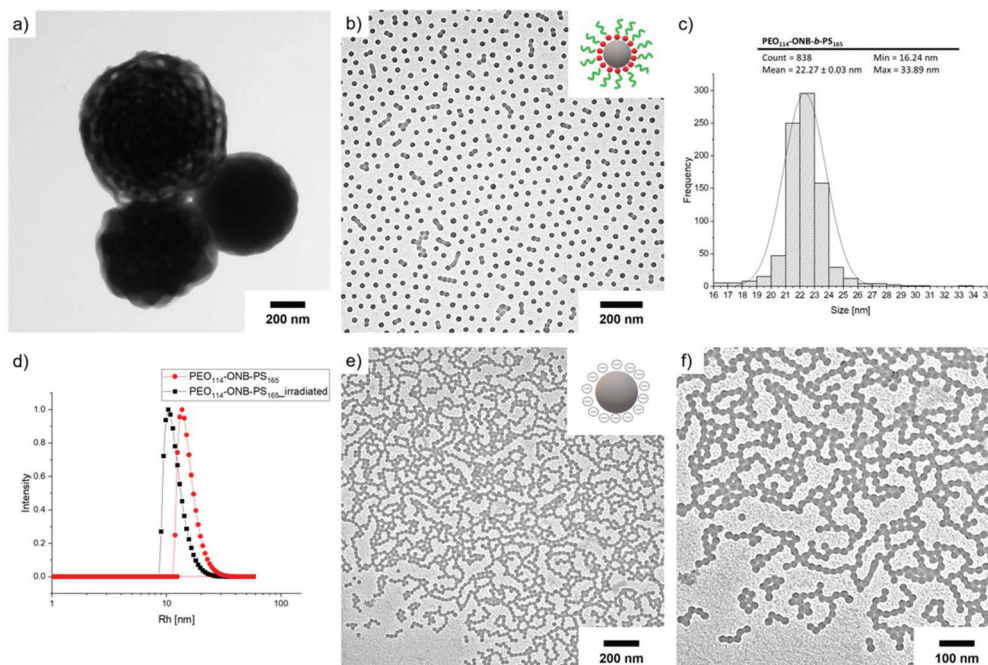 a)
200 nm
b)
200 nm
c)
PEO₁₁₄-ONB-b-PS₁₆₅
Count = 838 Min = 16.24 nm
Mean = 22.27 ± 0.03 nm Max = 33.89 nm
Frequency
300
250
200
150
100
50
0
16 17 18 19 20 21 22 23 24 25 26 27 28 29 30 31 32 33 34
Size [nm]
d)
PEO₁₁₄-ONB-PS₁₆₅
PEO₁₁₄-ONB-PS₁₆₅_irradiated
Intensity
1.0
0.8
0.6
0.4
0.2
0.0
1 10 100
Rh [nm]
e)
200 nm
f)
100 nm